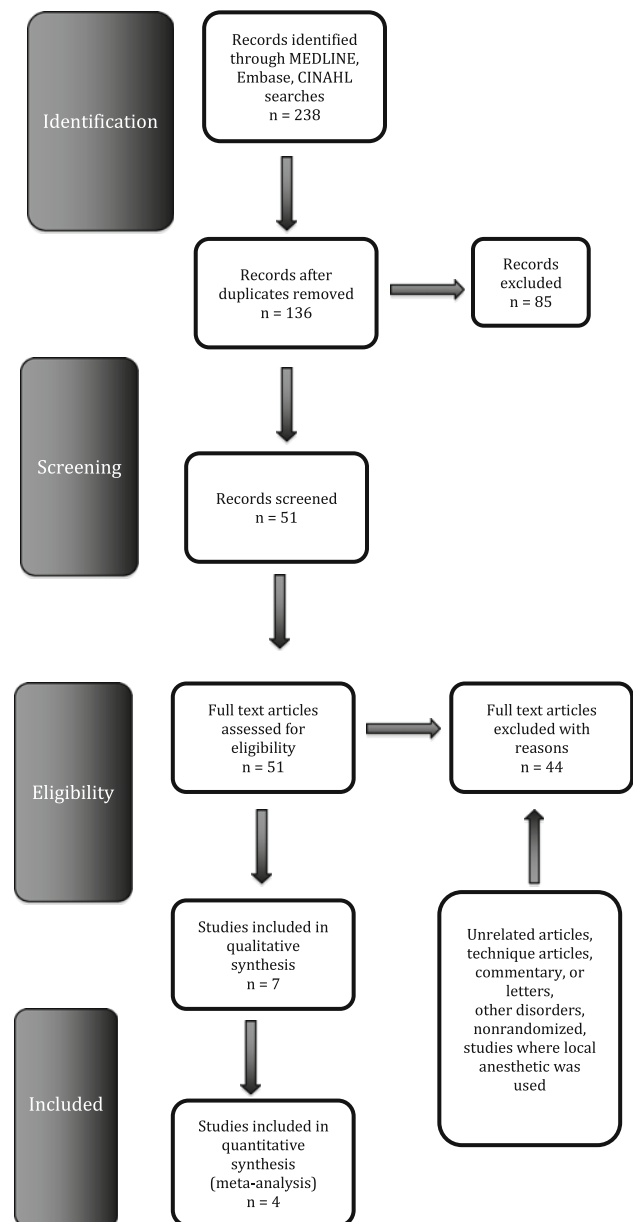 Identification
Records identified
through MEDLINE,
Embase, CINAHL
searches
n = 238
Records after
duplicates removed
n = 136
Records
excluded
n = 85
Screening
Records screened
n = 51
Eligibility
Full text articles
assessed for
eligibility
n = 51
Full text articles
excluded with
reasons
n = 44
Unrelated articles,
technique articles,
commentary, or
letters,
other disorders,
nonrandomized,
studies where local
anesthetic was
used
Studies included in
qualitative
synthesis
n = 7
Included
Studies included in
quantitative
synthesis
(meta-analysis)
n = 4